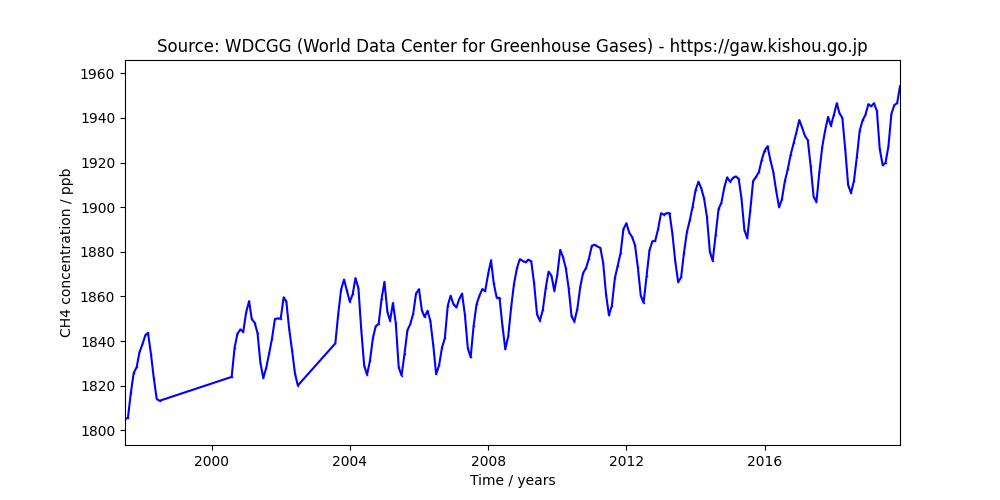 Source: WDCGG (World Data Center for Greenhouse Gases) - https://gaw.kishou.go.jp
1960
1940
1920
1900
1880
1860
1840
1820
1800
CH4 concentration / ppb
2000 2004 2008 2012 2016
Time / years